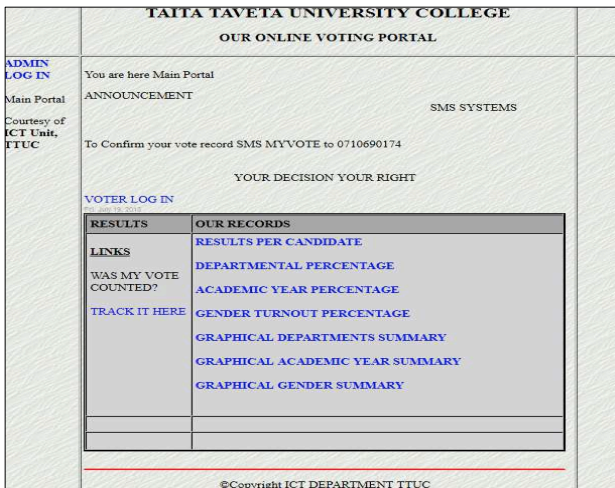 TAITA TAVETA UNIVERSITY COLLEGE
OUR ONLINE VOTING PORTAL
ADMIN
LOG IN
Main Portal
Courtesy of
ICT Unit,
TTUC
You are here Main Portal
ANNOUNCEMENT
SMS SYSTEMS
To Confirm your vote record SMS MYVOTE to 0710690174
YOUR DECISION YOUR RIGHT
VOTER LOG IN
RESULTS
OUR RECORDS
LINKS
WAS MY VOTE
COUNTED?
TRACK IT HERE
RESULTS PER CANDIDATE
DEPARTMENTAL PERCENTAGE
ACADEMIC YEAR PERCENTAGE
GENDER TURNOUT PERCENTAGE
GRAPHICAL DEPARTMENTS SUMMARY
GRAPHICAL ACADEMIC YEAR SUMMARY
GRAPHICAL GENDER SUMMARY
©Copyright ICT DEPARTMENT TTUC